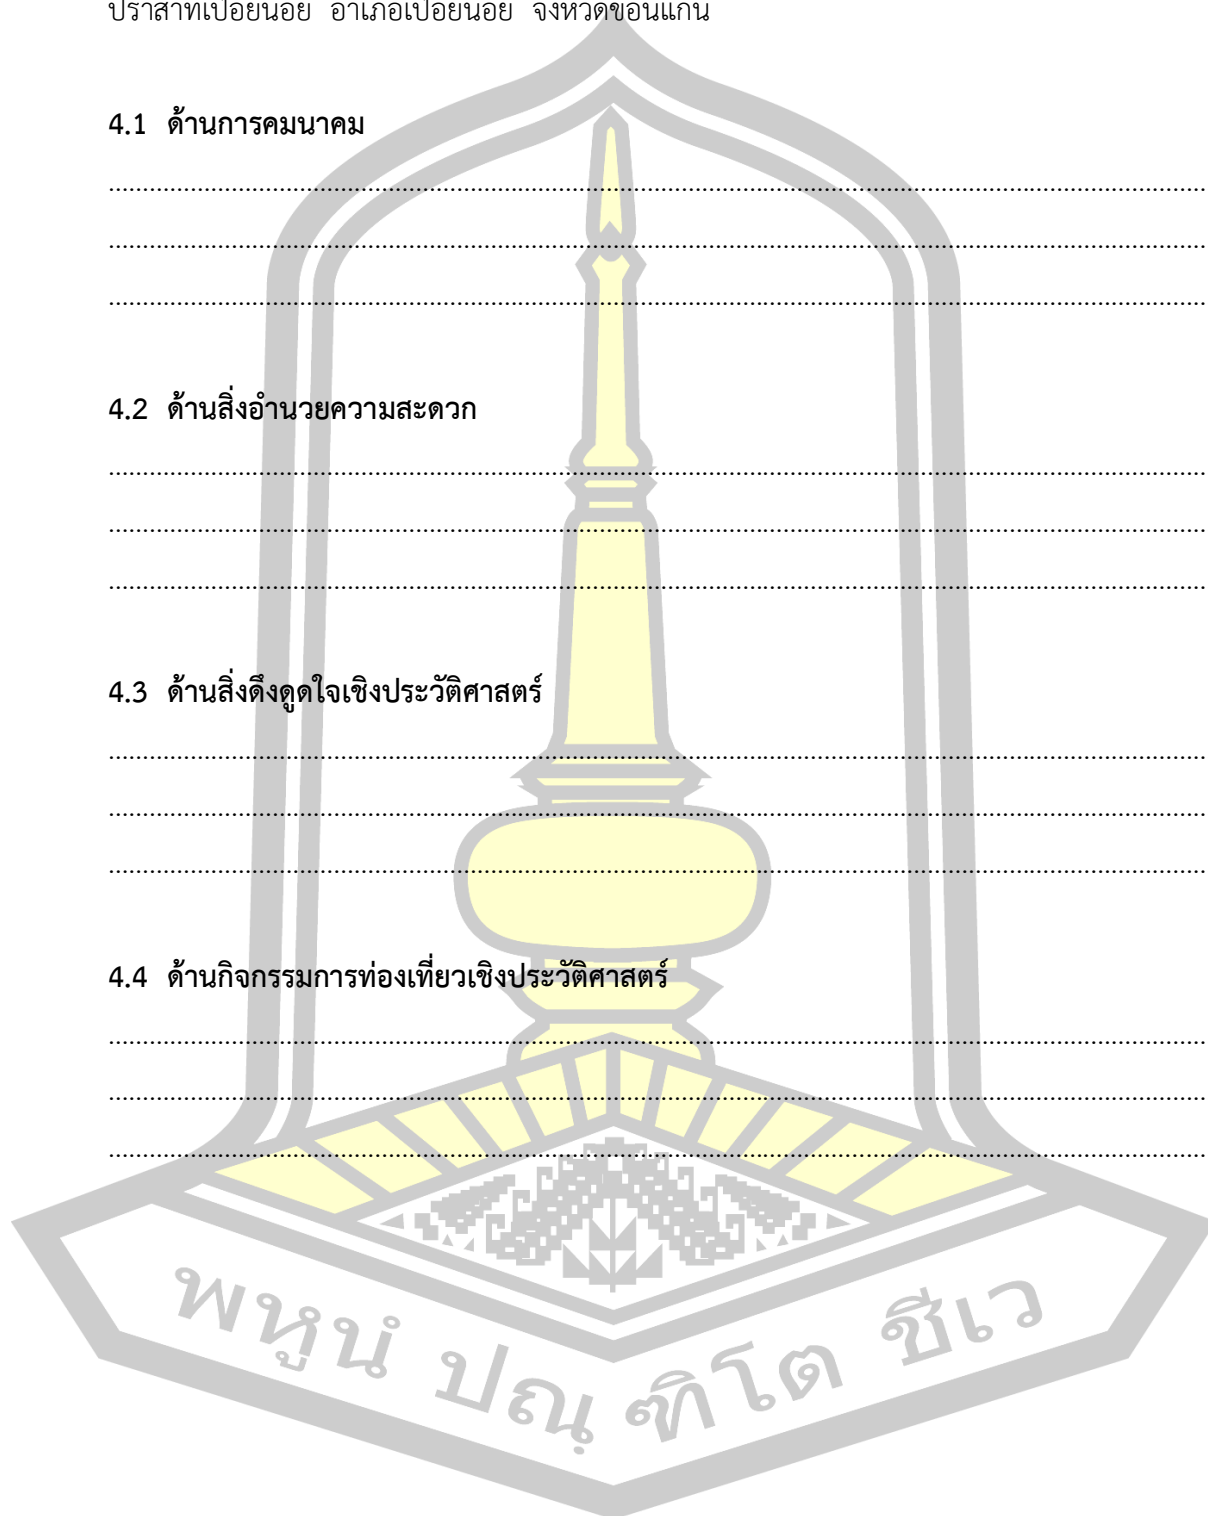 ปราสาทเปือยน้อย อำเภอเปือยน้อย จังหวัดขอนแก่น
4.1 ด้านการคมนาคม
4.2 ด้านสิ่งอำนวยความสะดวก
4.3 ด้านสิ่งดึงดูดใจเชิงประวัติศาสตร์
4.4 ด้านกิจกรรมการท่องเที่ยวเชิงประวัติศาสตร์
พหูนํ ปณฺฑิโต ชีเว